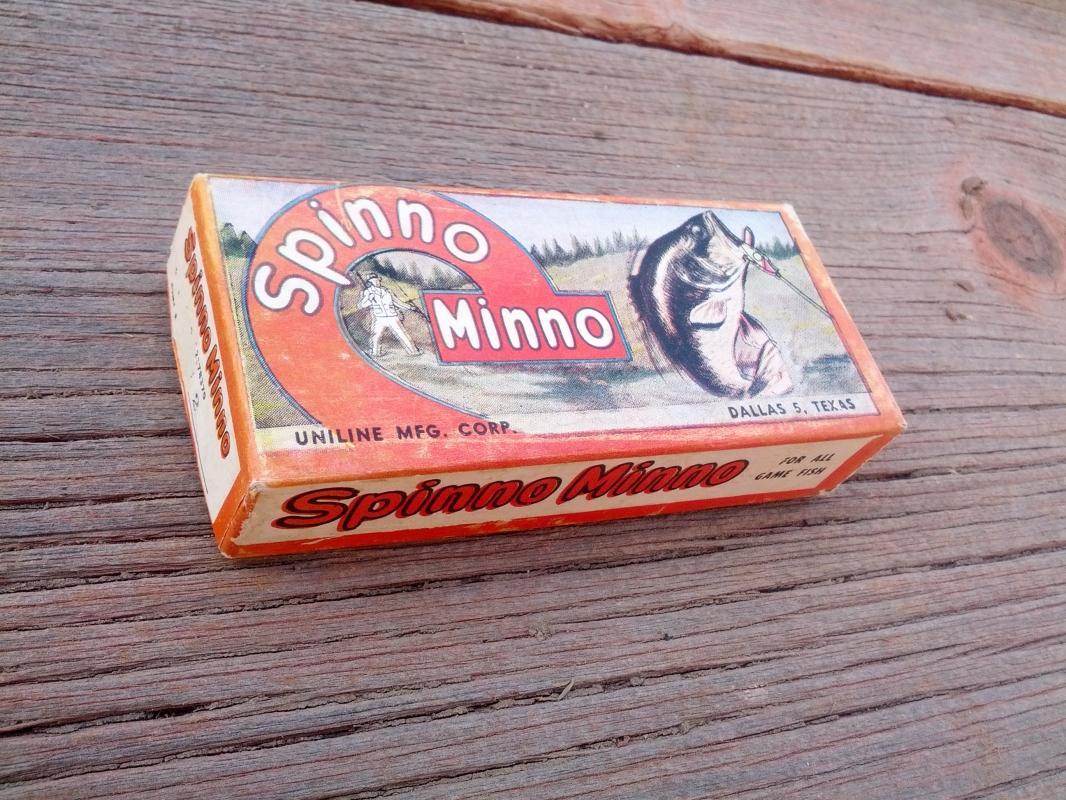 Spinno
Minno
UNILINE MFG. CORP.
DALLAS 5, TEXAS
Spinno Minno
FOR ALL
GAME FISH
Spinno Minno